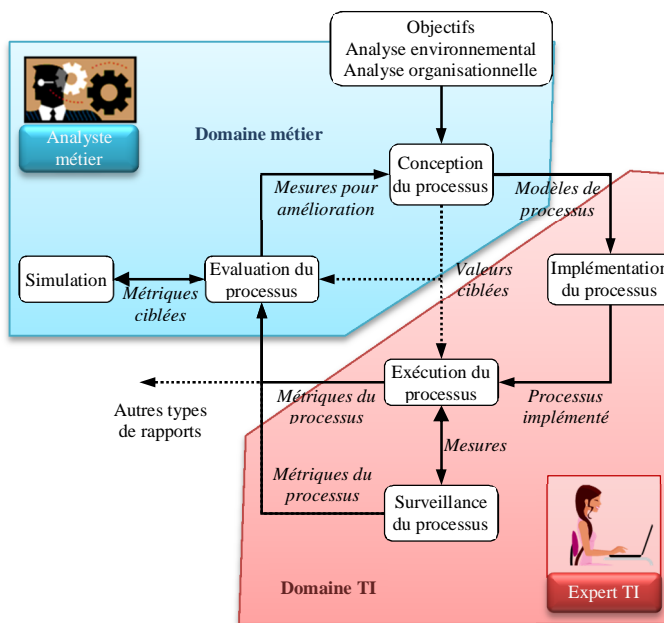 Objectifs
Analyse environnemental
Analyse organisationnelle
Analyste
métier
Domaine métier
Conception
du processus
Mesures pour
amélioration
Modèles de
processus
Simulation
Evaluation du
processus
Métriques
ciblées
Valeurs
ciblées
Implémentation
du processus
Exécution du
processus
Métriques du
processus
Processus
implémenté
Autres types
de rapports
Mesures
Métriques du
processus
Surveillance
du processus
Domaine TI
Expert TI